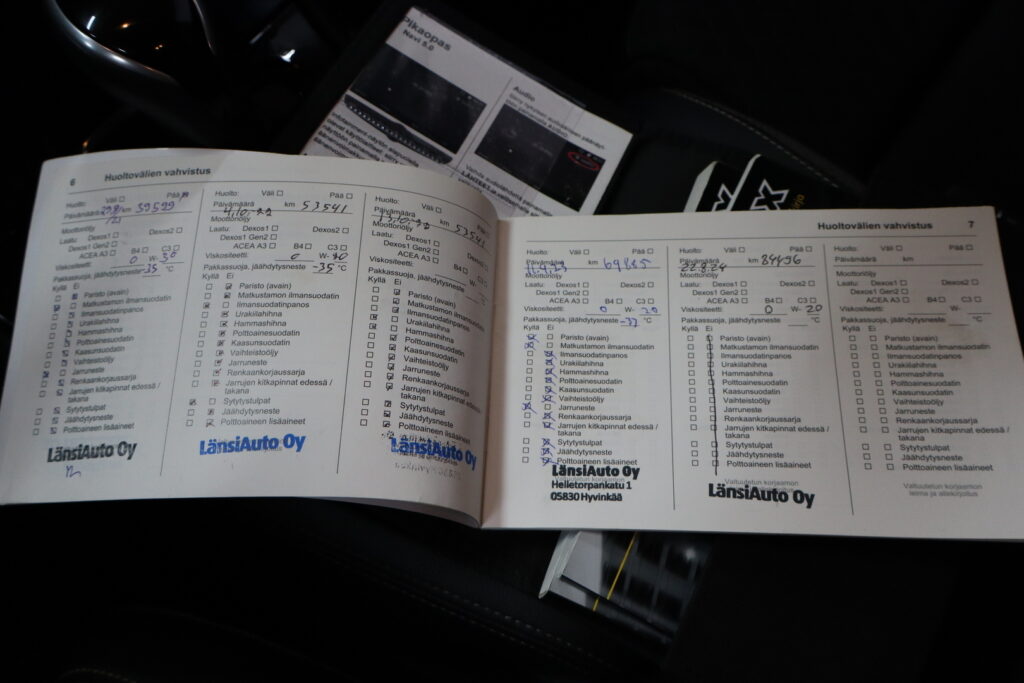 Pikaopas
Navi 5.0
Audio
6 Huoltovälien vahvistus
Väli Pää
Päivämäärä km 39599
Moottoriöljy
Laatu: Dexos1
Dexos1 Gen2
ACEA A3 B4 C3
Viskositeetti: 0 W- 30
Pakkassuoja, jäähdytysneste -35 °C
Kyllä Ei
Paristo (avain)
Matkustamon ilmansuodatin
Ilmansuodatinpanos
Urakiilahihna
Hammashihna
Polttoainesuodatin
Kaasunsuodatin
Vaihteistoöljy
Jarruneste
Renkaankorjaussarja
Jarrujen kitkapinnat edessä /
takana
Sytytystulpat
Jäähdytysneste
Polttoaineen lisäaineet
LänsiAuto Oy
Huolto: Väli Pää
Päivämäärä km 53541
4.10.22
Moottoriöljy
Laatu: Dexos1 Dexos2
Dexos1 Gen2
ACEA A3 B4 C3
Viskositeetti: 0 W-
Pakkassuoja, jäähdytysneste -35 °C
Kyllä Ei
Paristo (avain)
Matkustamon ilmansuodatin
Ilmansuodatinpanos
Urakiilahihna
Hammashihna
Polttoainesuodatin
Kaasunsuodatin
Vaihteistoöljy
Jarruneste
Renkaankorjaussarja
Jarrujen kitkapinnat edessä /
takana
Sytytystulpat
Jäähdytysneste
Polttoaineen lisäaineet
LänsiAuto Oy
Huolto: Väli Pää
Päivämäärä km 53541
Moottoriöljy
Laatu: Dexos1 Dexos2
Dexos1 Gen2
ACEA A3 B4 C3
Viskositeetti: W-
Pakkassuoja, jäähdytysneste °C
Kyllä Ei
Paristo (avain)
Matkustamon ilmansuodatin
Ilmansuodatinpanos
Urakiilahihna
Hammashihna
Polttoainesuodatin
Kaasunsuodatin
Vaihteistoöljy
Jarruneste
Renkaankorjaussarja
Jarrujen kitkapinnat edessä /
takana
Sytytystulpat
Jäähdytysneste
Polttoaineen lisäaineet
LänsiAuto Oy
Huoltovälien vahvistus 7
Huolto: Väli Pää
Päivämäärä km 69885
Moottoriöljy
Laatu: Dexos1 Dexos2
Dexos1 Gen2
ACEA A3 B4 C3
Viskositeetti: 0 W- 20
Pakkassuoja, jäähdytysneste -32 °C
Kyllä Ei
Paristo (avain)
Matkustamon ilmansuodatin
Ilmansuodatinpanos
Urakiilahihna
Hammashihna
Polttoainesuodatin
Kaasunsuodatin
Vaihteistoöljy
Jarruneste
Renkaankorjaussarja
Jarrujen kitkapinnat edessä /
takana
Sytytystulpat
Jäähdytysneste
Polttoaineen lisäaineet
LänsiAuto Oy
Helletorpankatu 1
05830 Hyvinkää
Huolto: Väli Pää
Päivämäärä km 84456
22.8.24
Moottoriöljy
Laatu: Dexos1 Dexos2
Dexos1 Gen2
ACEA A3 B4 C3
Viskositeetti: 0 W- 20
Pakkassuoja, jäähdytysneste °C
Kyllä Ei
Paristo (avain)
Matkustamon ilmansuodatin
Ilmansuodatinpanos
Urakiilahihna
Hammashihna
Polttoainesuodatin
Kaasunsuodatin
Vaihteistoöljy
Jarruneste
Renkaankorjaussarja
Jarrujen kitkapinnat edessä /
takana
Sytytystulpat
Jäähdytysneste
Polttoaineen lisäaineet
Valtuutetun korjaamon
LänsiAuto Oy
Huolto: Väli Pää
Päivämäärä km
Moottoriöljy
Laatu: Dexos1 Dexos2
Dexos1 Gen2
ACEA A3 B4 C3
Viskositeetti: W-
Pakkassuoja, jäähdytysneste °C
Kyllä Ei
Paristo (avain)
Matkustamon ilmansuodatin
Ilmansuodatinpanos
Urakiilahihna
Hammashihna
Polttoainesuodatin
Kaasunsuodatin
Vaihteistoöljy
Jarruneste
Renkaankorjaussarja
Jarrujen kitkapinnat edessä /
takana
Sytytystulpat
Jäähdytysneste
Polttoaineen lisäaineet
Valtuutetun korjaamon
leima ja allekirjoitus